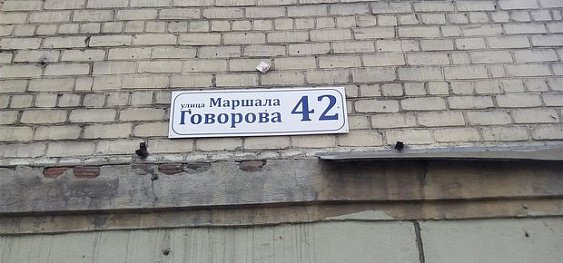 улица Маршала
Говорова 42